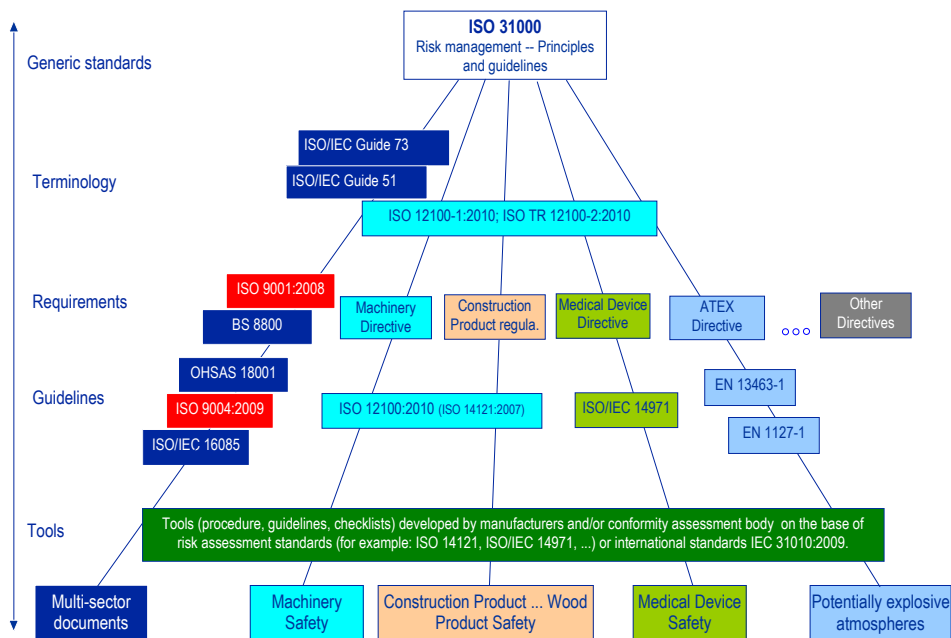 ISO 31000
Risk management -- Principles
and guidelines
Generic standards
ISO/IEC Guide 73
Terminology
ISO/IEC Guide 51
ISO 12100-1:2010; ISO TR 12100-2:2010
Requirements
ISO 9001:2008
BS 8800
Machinery
Directive
Construction
Product regula.
Medical Device
Directive
ATEX
Directive
Other
Directives
Guidelines
OHSAS 18001
ISO 9004:2009
ISO/IEC 16085
ISO 12100:2010 (ISO 14121:2007)
ISO/IEC 14971
EN 13463-1
EN 1127-1
Tools
Tools (procedure, guidelines, checklists) developed by manufacturers and/or conformity assessment body on the base of
risk assessment standards (for example: ISO 14121, ISO/IEC 14971, ...) or international standards IEC 31010:2009.
Multi-sector
documents
Machinery
Safety
Construction Product ... Wood
Product Safety
Medical Device
Safety
Potentially explosive
atmospheres